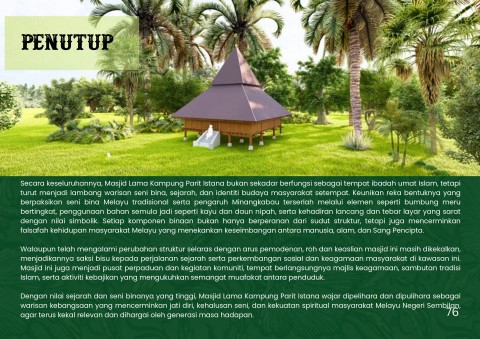 PENUTUP
Secara keseluruhannya, Masjid Lama Kampung Parit Istana bukan sekadar berfungsi sebagai tempat ibadah umat Islam, tetapi
turut menjadi lambang warisan seni bina, sejarah, dan identiti budaya masyarakat setempat. Keunikan reka bentuknya yang
berpaksikan seni bina Melayu tradisional serta pengaruh Minangkabau terserlah melalui elemen seperti bumbung meru
bertingkat, penggunaan bahan semula jadi seperti kayu dan daun nipah, serta kehadiran lancang dan tebar layar yang sarat
dengan nilai simbolik. Setiap komponen binaan bukan hanya berperanan dari sudut struktur, tetapi juga mencerminkan
falsafah kehidupan masyarakat Melayu yang menekankan keseimbangan antara manusia, alam, dan Sang Pencipta.
Walaupun telah mengalami perubahan struktur selaras dengan arus pemodenan, roh dan keaslian masjid ini masih dikekalkan,
menjadikannya saksi bisu kepada perjalanan sejarah serta perkembangan sosial dan keagamaan masyarakat di kawasan ini.
Masjid ini juga menjadi pusat perpaduan dan kegiatan komuniti, tempat berlangsungnya majlis keagamaan, sambutan tradisi
Islam, serta aktiviti kebajikan yang mengukuhkan semangat muafakat antara penduduk.
Dengan nilai sejarah dan seni binanya yang tinggi, Masjid Lama Kampung Parit Istana wajar dipelihara dan dipulihara sebagai
warisan kebangsaan yang mencerminkan jati diri, kehalusan seni, dan kekuatan spiritual masyarakat Melayu Negeri Sembilan,
agar terus kekal relevan dan dihargai oleh generasi masa hadapan.
76